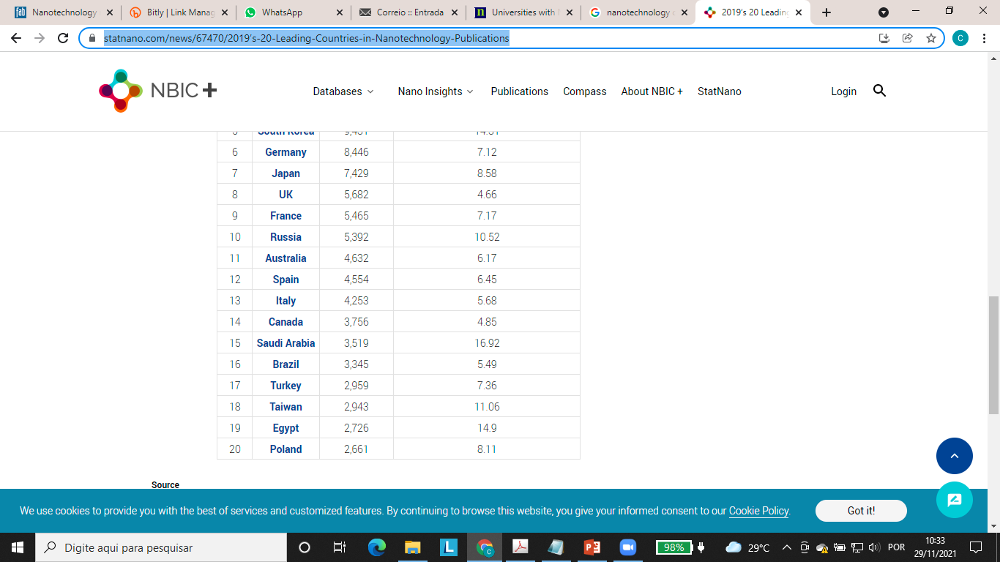 Nanotechnology
Bitly | Link Manag
WhatsApp
Correio :: Entrada
Universities with
nanotechnology
2019's 20 Leading
statnano.com/news/67470/2019's-20-Leading-Countries-in-Nanotechnology-Publications
C
NBIC +
Databases
Nano Insights
Publications
Compass
About NBIC +
StatNano
Login
5 South Korea 9,431 14.31
6 Germany 8,446 7.12
7 Japan 7,429 8.58
8 UK 5,682 4.66
9 France 5,465 7.17
10 Russia 5,392 10.52
11 Australia 4,632 6.17
12 Spain 4,554 6.45
13 Italy 4,253 5.68
14 Canada 3,756 4.85
15 Saudi Arabia 3,519 16.92
16 Brazil 3,345 5.49
17 Turkey 2,959 7.36
18 Taiwan 2,943 11.06
19 Egypt 2,726 14.9
20 Poland 2,661 8.11
Source
We use cookies to provide you with the best of services and customized features. By continuing to browse this website, you give your informed consent to our Cookie Policy.
Got it!
Digite aqui para pesquisar
98%
29°C
POR
10:33
29/11/2021